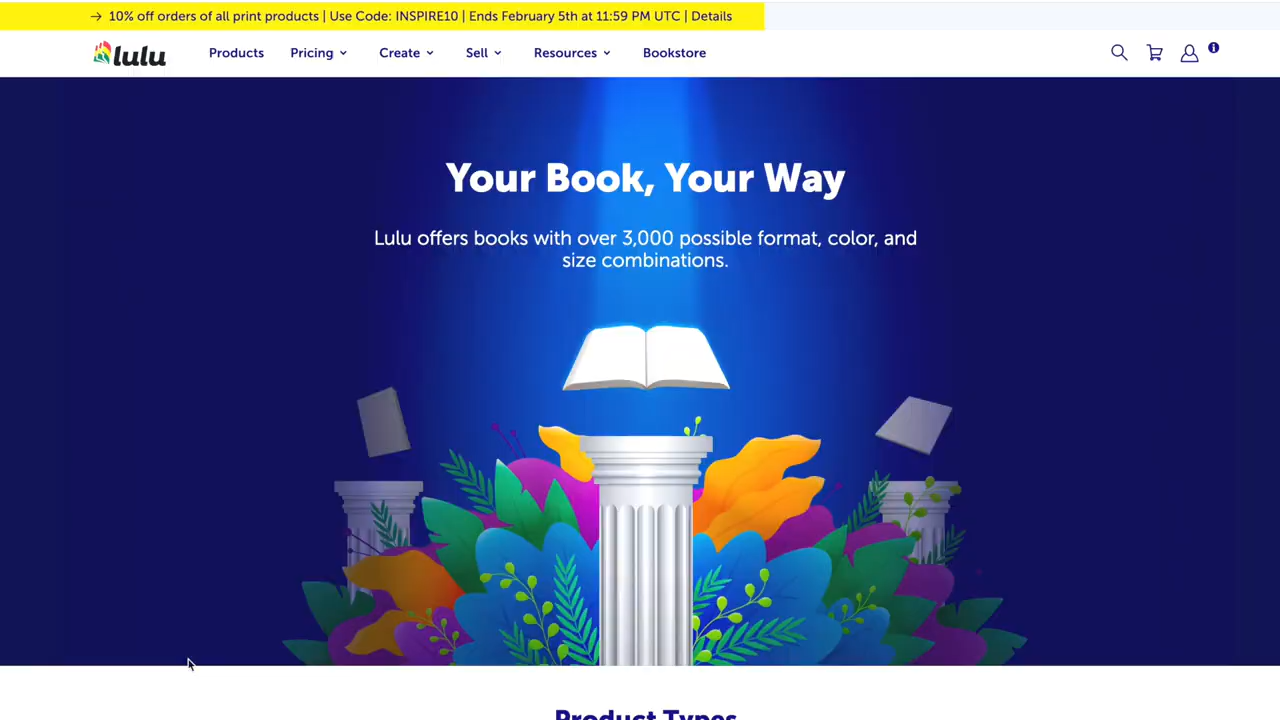 → 10% off orders of all print products | Use Code: INSPIRE10 | Ends February 5th at 11:59 PM UTC | Details
lulu
Products Pricing Create Sell Resources Bookstore
Your Book, Your Way
Lulu offers books with over 3,000 possible format, color, and
size combinations.
Product Types